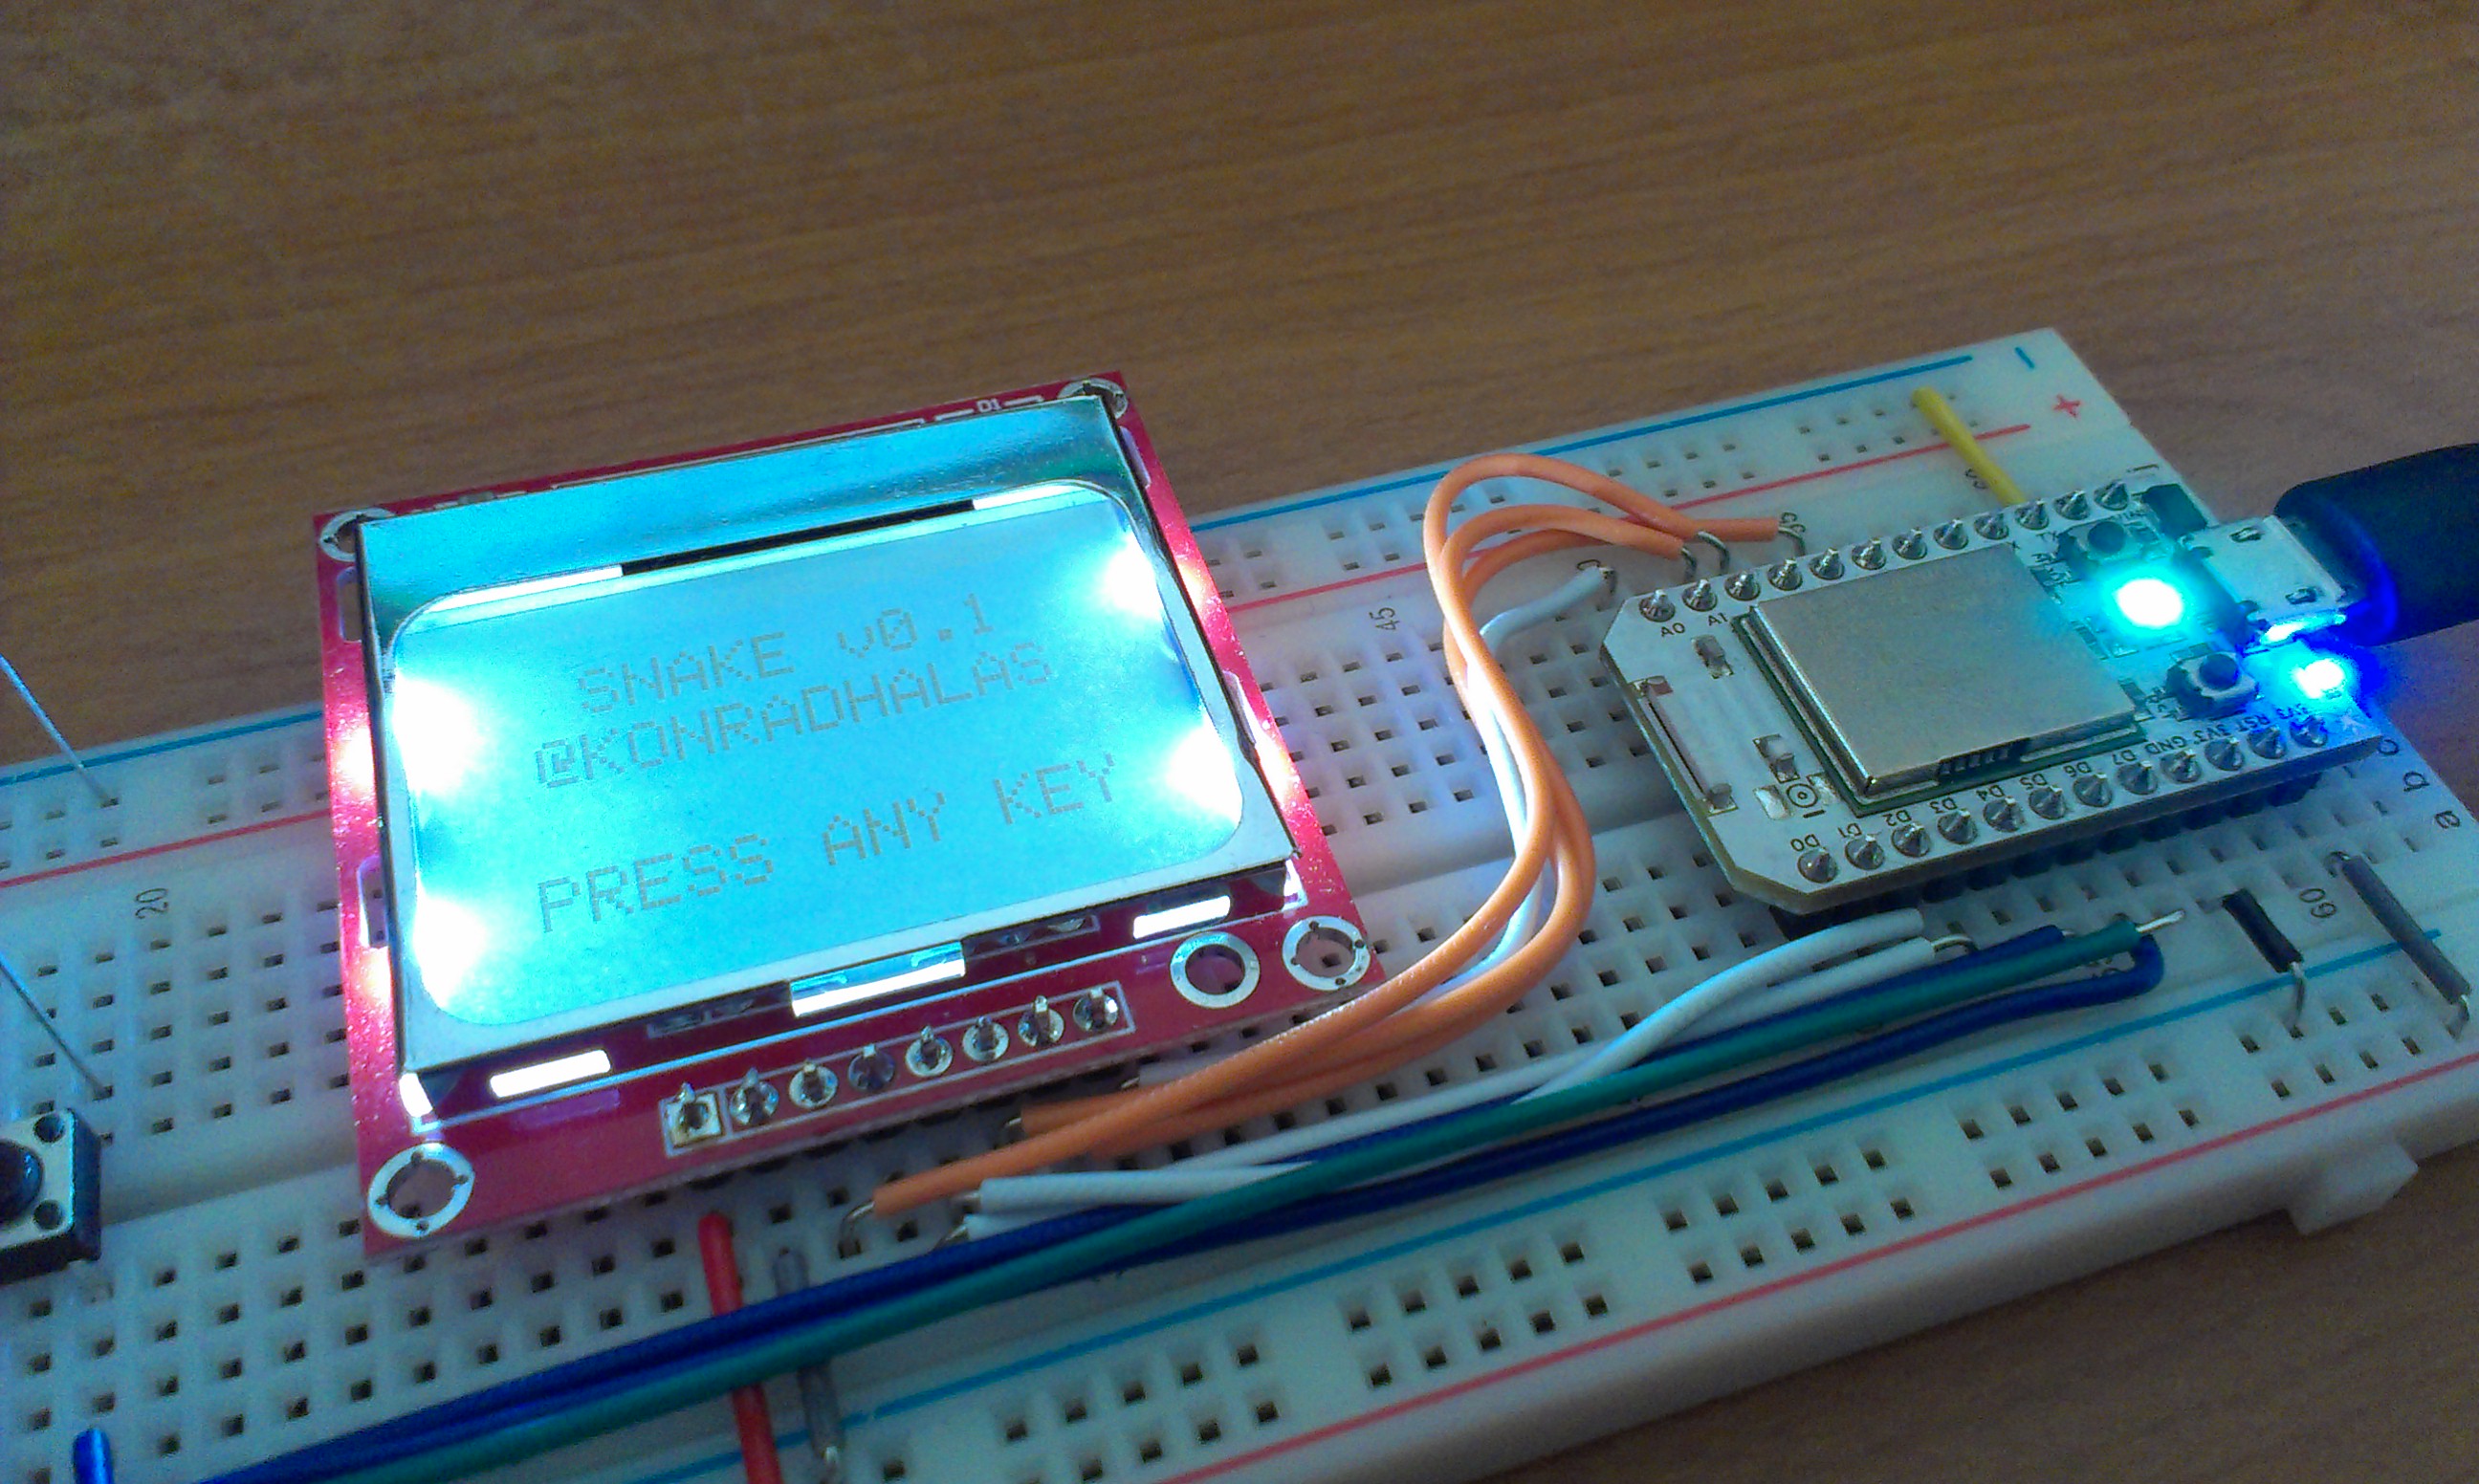 SNAKE v0.1
@KONRADHALAS
PRESS ANY KEY
D1
A0 A1
D0 D1 D2 D3 D4 D5 D6 D7 GND 3V3 RST 3V3
20
45
60
c b a
- +